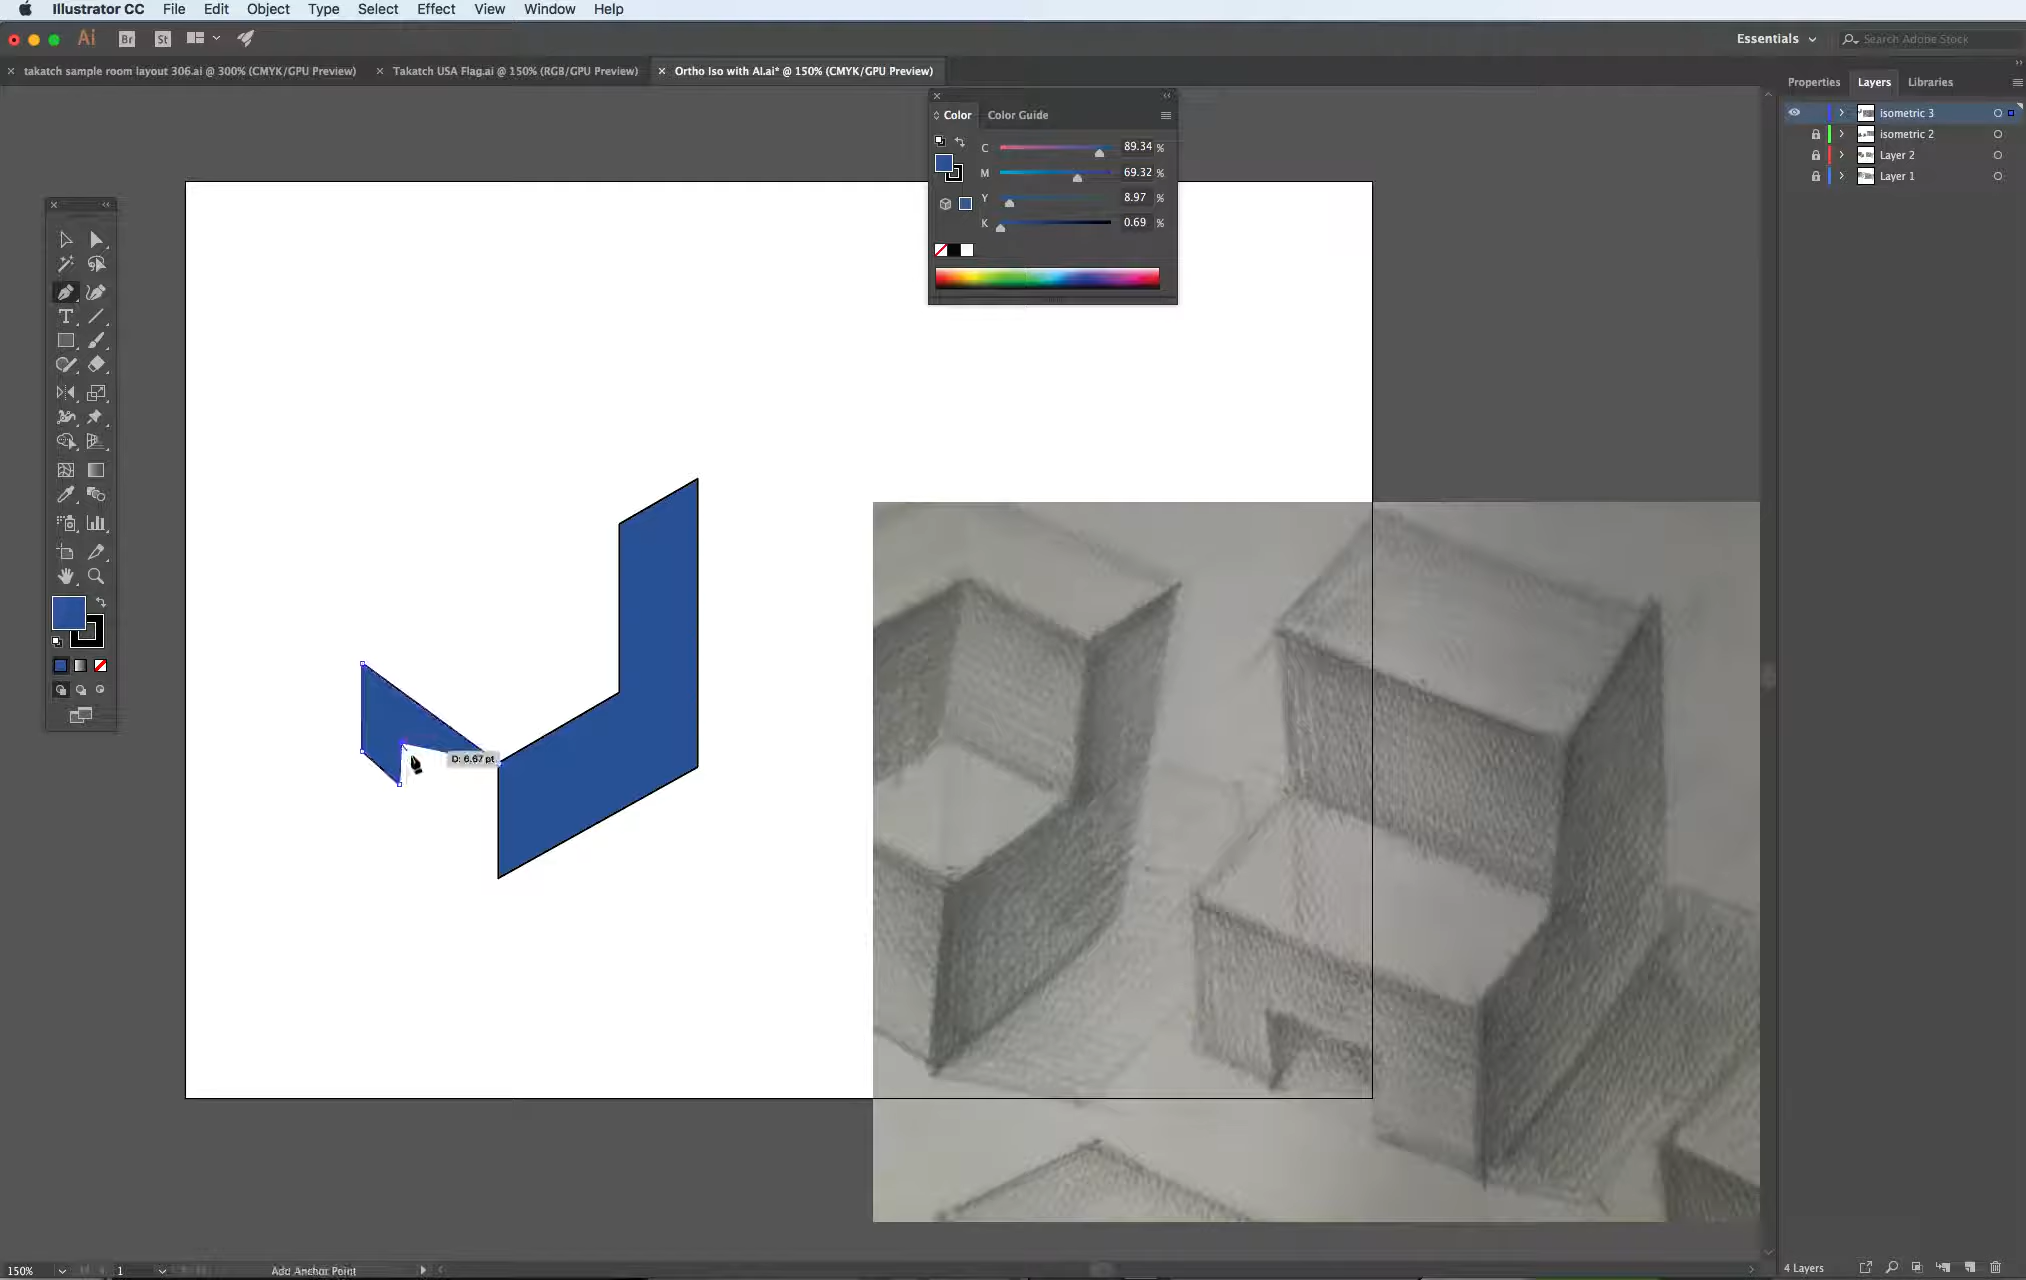 Illustrator CC File Edit Object Type Select Effect View Window Help
Ai Br St Essentials Search Adobe Stock
takatch sample room layout 306.ai @ 300% (CMYK/GPU Preview) Takatch USA Flag.ai @ 150% (RGB/GPU Preview) Ortho Iso with AI.ai* @ 150% (CMYK/GPU Preview)
Properties Layers Libraries
Color Color Guide
C 89.34 %
M 69.32 %
Y 8.97 %
K 0.69 %
isometric 3
isometric 2
Layer 2
Layer 1
T
D: 6.67 pt
150% 1 Add Anchor Point
4 Layers